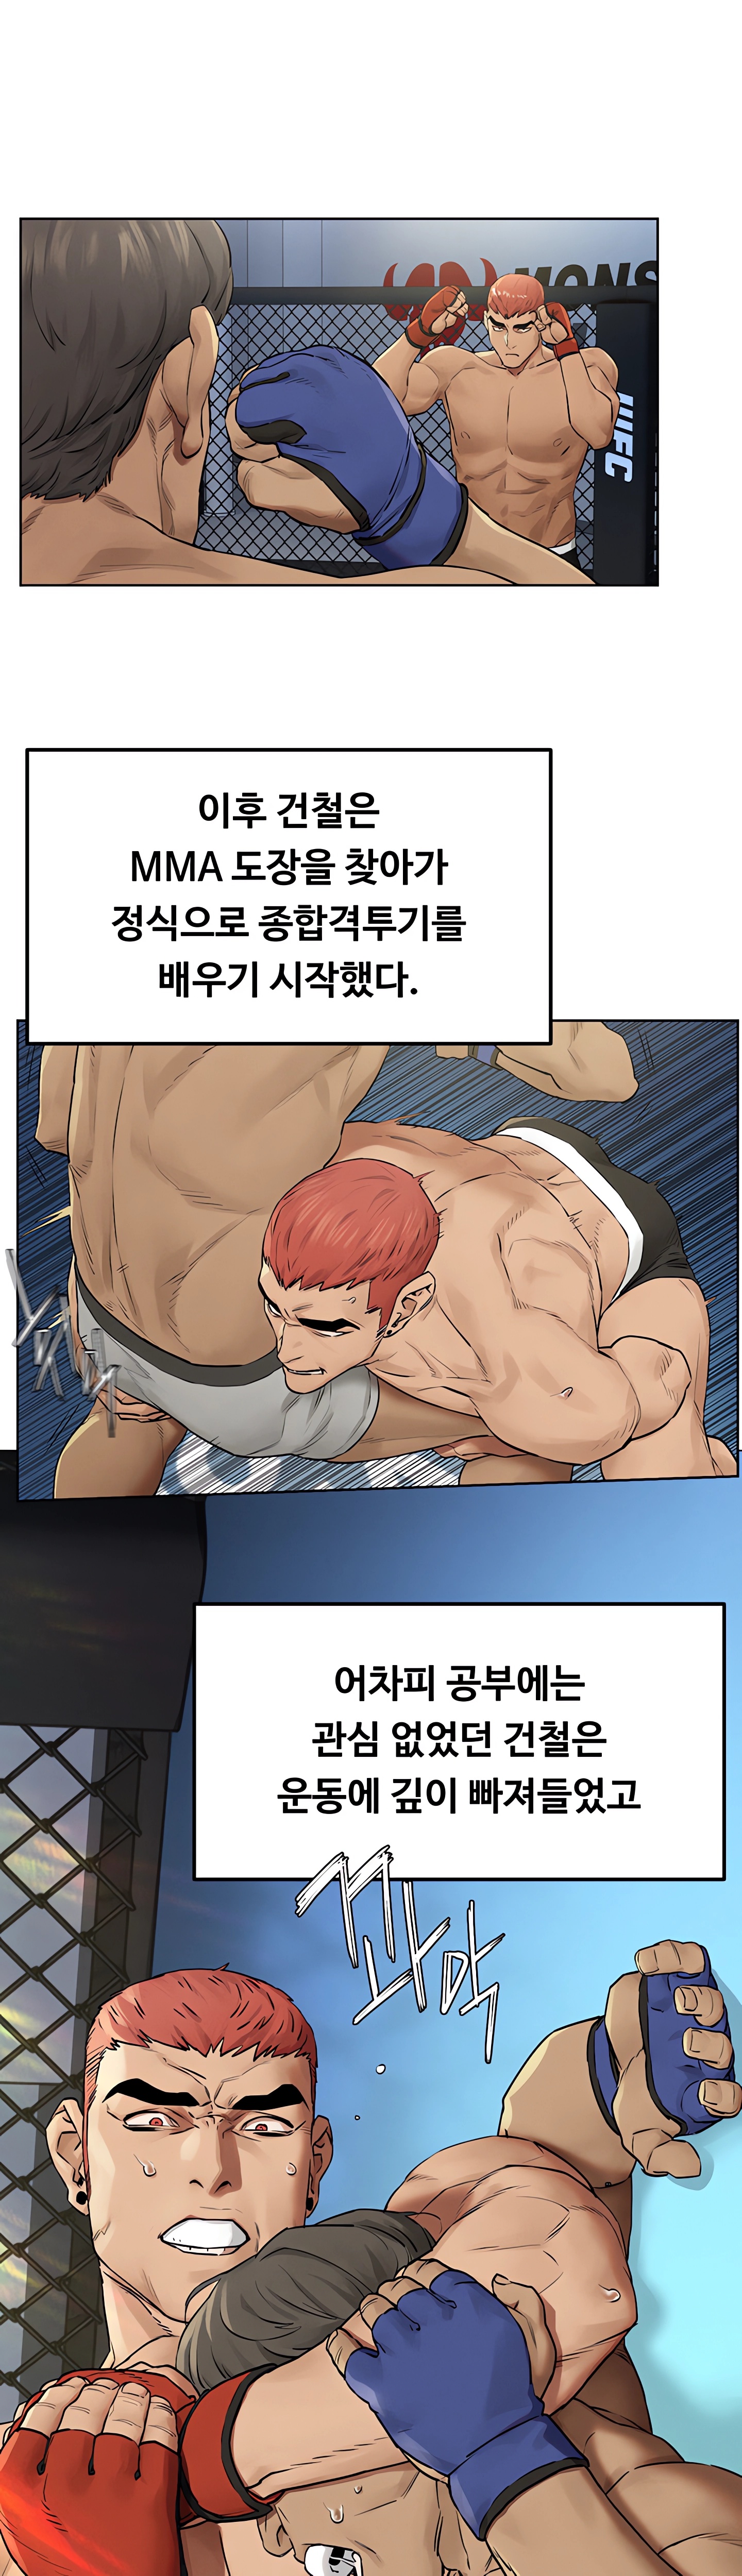 MONS
UFC
이후 건철은
MMA 도장을 찾아가
정식으로 종합격투기를
배우기 시작했다.
어차피 공부에는
관심 없었던 건철은
운동에 깊이 빠져들었고
꽈악